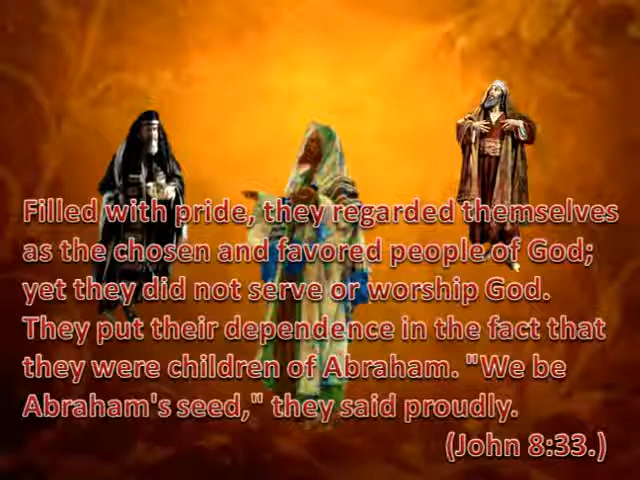 Filled with pride, they regarded themselves
as the chosen and favored people of God;
yet they did not serve or worship God.
They put their dependence in the fact that
they were children of Abraham. "We be
Abraham's seed," they said proudly.
(John 8:33.)